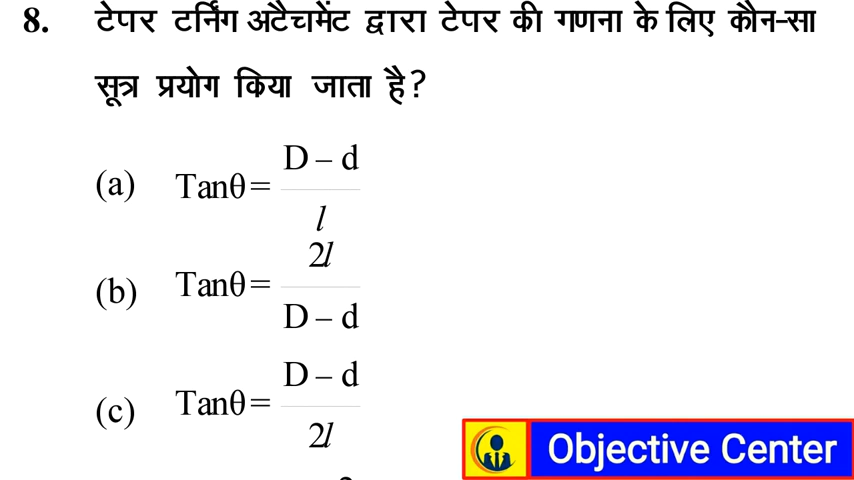 8. टेपर टर्निंग अटैचमेंट द्वारा टेपर की गणना के लिए कौन-सा
सूत्र प्रयोग किया जाता है?
(a) Tanθ= D – d / l
(b) Tanθ= 2l / D – d
(c) Tanθ= D – d / 2l
Objective Center